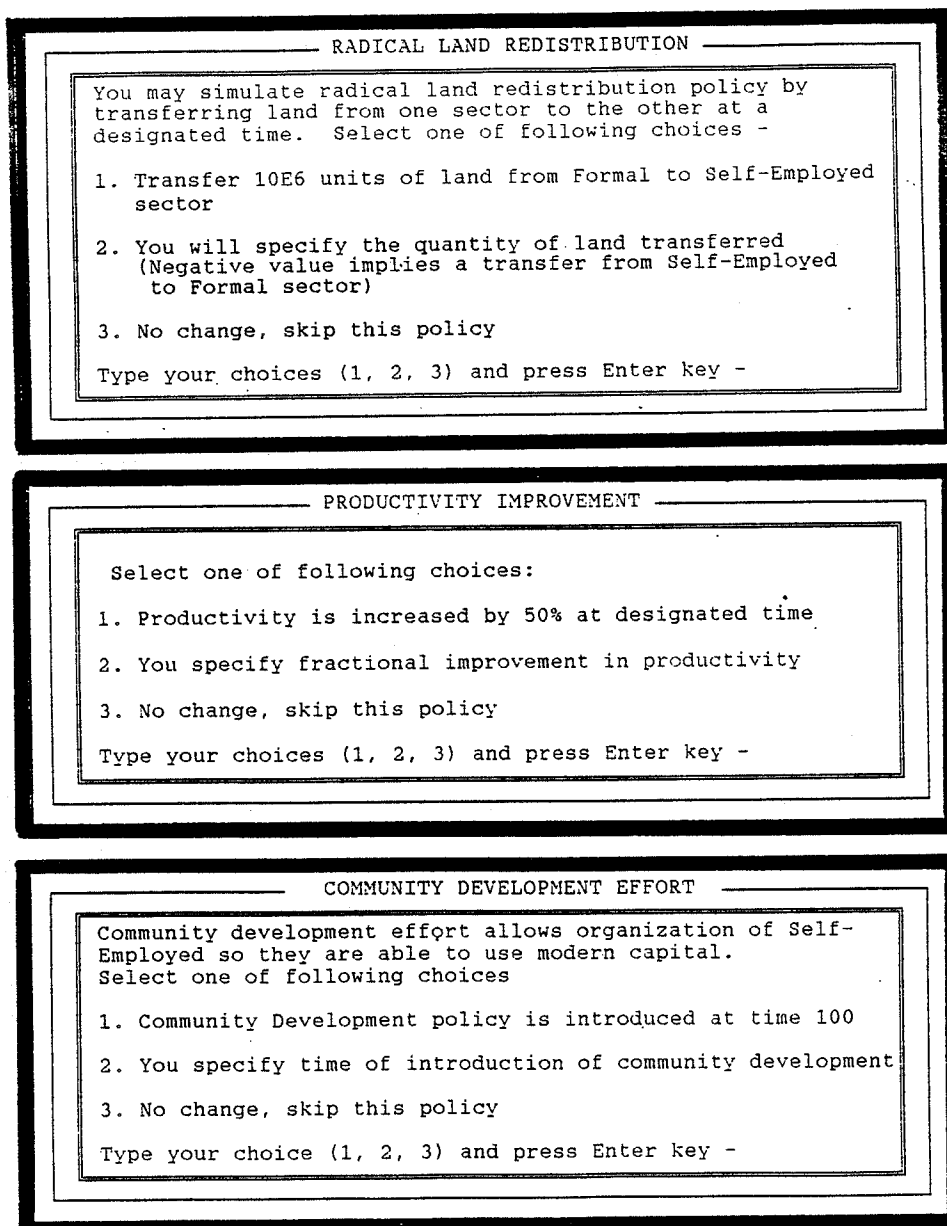 RADICAL LAND REDISTRIBUTION
You may simulate radical land redistribution policy by
transferring land from one sector to the other at a
designated time. Select one of following choices -
1. Transfer 10E6 units of land from Formal to Self-Employed
sector
2. You will specify the quantity of land transferred
(Negative value implies a transfer from Self-Employed
to Formal sector)
3. No change, skip this policy
Type your choices (1, 2, 3) and press Enter key -
PRODUCTIVITY IMPROVEMENT
Select one of following choices:
1. Productivity is increased by 50% at designated time
2. You specify fractional improvement in productivity
3. No change, skip this policy
Type your choices (1, 2, 3) and press Enter key -
COMMUNITY DEVELOPMENT EFFORT
Community development effort allows organization of Self-
Employed so they are able to use modern capital.
Select one of following choices
1. Community Development policy is introduced at time 100
2. You specify time of introduction of community development
3. No change, skip this policy
Type your choice (1, 2, 3) and press Enter key -